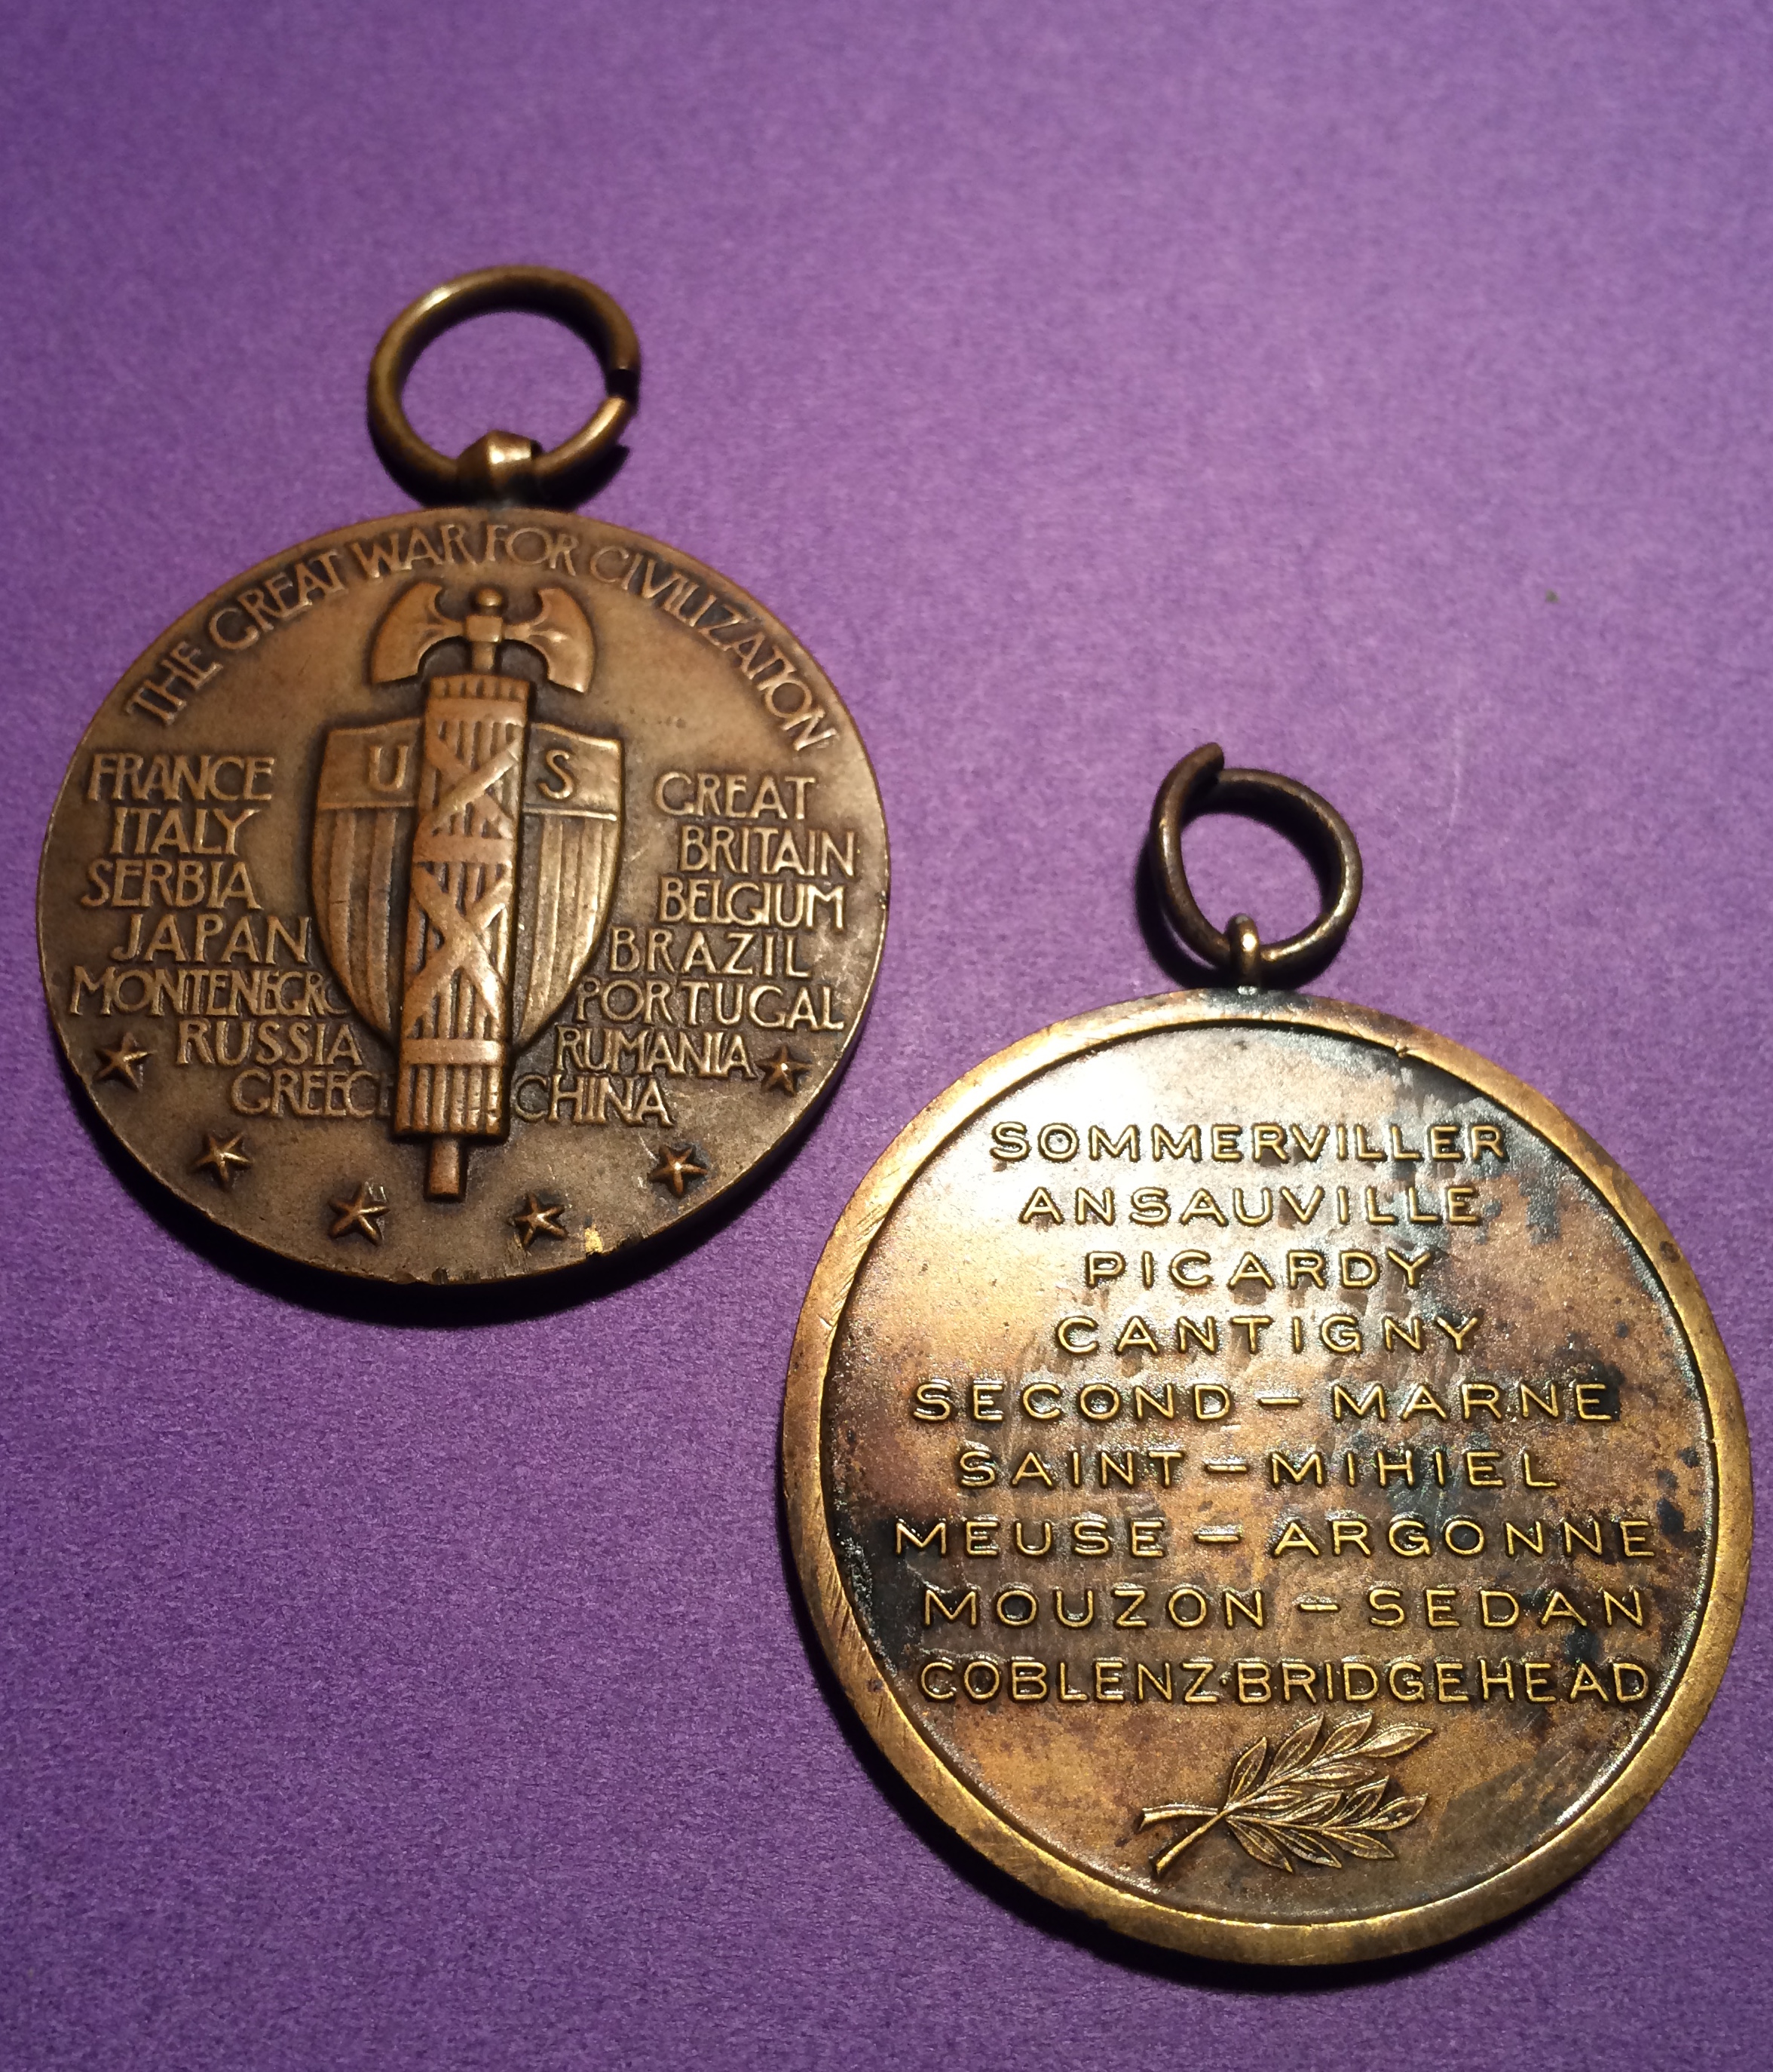 THE GREAT WAR FOR CIVILIZATION
U S
FRANCE
ITALY
SERBIA
JAPAN
MONTENEGRO
RUSSIA
GREECE
GREAT
BRITAIN
BELGIUM
BRAZIL
PORTUGAL
RUMANIA
CHINA
SOMMERVILLER
ANSAUVILLE
PICARDY
CANTIGNY
SECOND – MARNE
SAINT – MIHIEL
MEUSE – ARGONNE
MOUZON – SEDAN
COBLENZ·BRIDGEHEAD